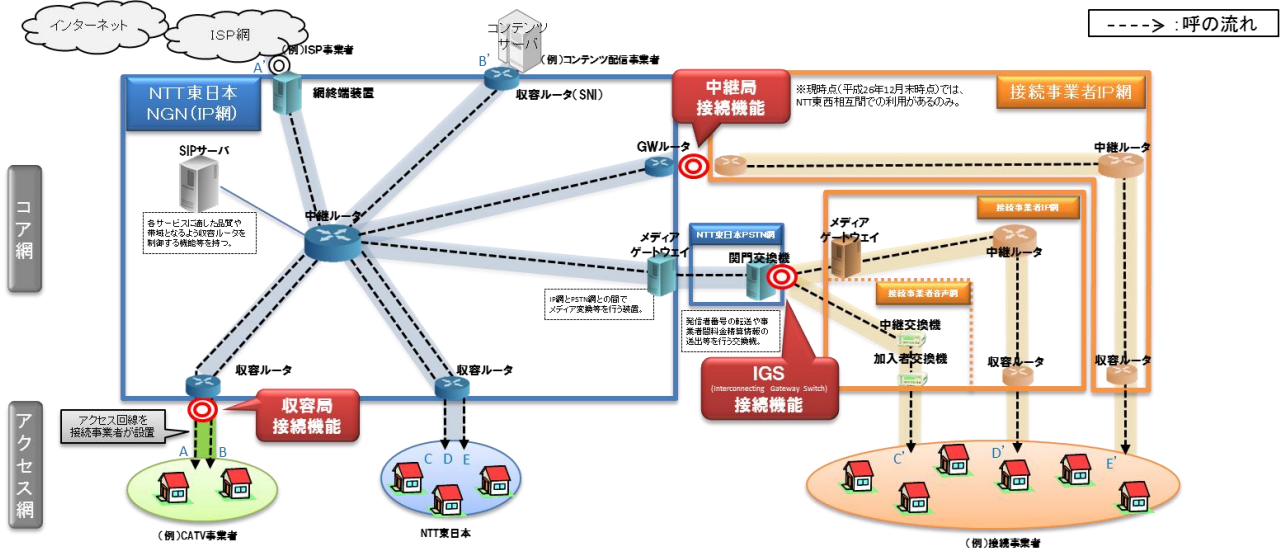 インターネット
ISP網
(例)ISP事業者
A'
網終端装置
コンテンツ
サーバ
B'
(例)コンテンツ配信事業者
収容ルータ(SNI)
----> :呼の流れ
NTT東日本
NGN(IP網)
中継局
接続機能
※現時点(平成26年12月末時点)では、
NTT東西相互間での利用があるのみ。
接続事業者IP網
SIPサーバ
GWルータ
中継ルータ
コア網
各サービスに適した品質や
帯域となるよう収容ルータを
制御する機能等を持つ。
中継ルータ
メディア
ゲートウェイ
NTT東日本PSTN網
関門交換機
メディア
ゲートウェイ
接続事業者IP網
中継ルータ
接続事業者音声網
IP網とPSTN網との間で
メディア変換等を行う装置。
発信者番号の転送や事
業者間料金精算情報の
送出等を行う交換機。
中継交換機
加入者交換機
収容ルータ
収容ルータ
収容ルータ
収容ルータ
IGS
(Interconnecting Gateway Switch)
接続機能
収容局
接続機能
アクセス網
アクセス回線を
接続事業者が設置
A
B
C
D
E
C'
D'
E'
(例)CATV事業者
NTT東日本
(例)接続事業者